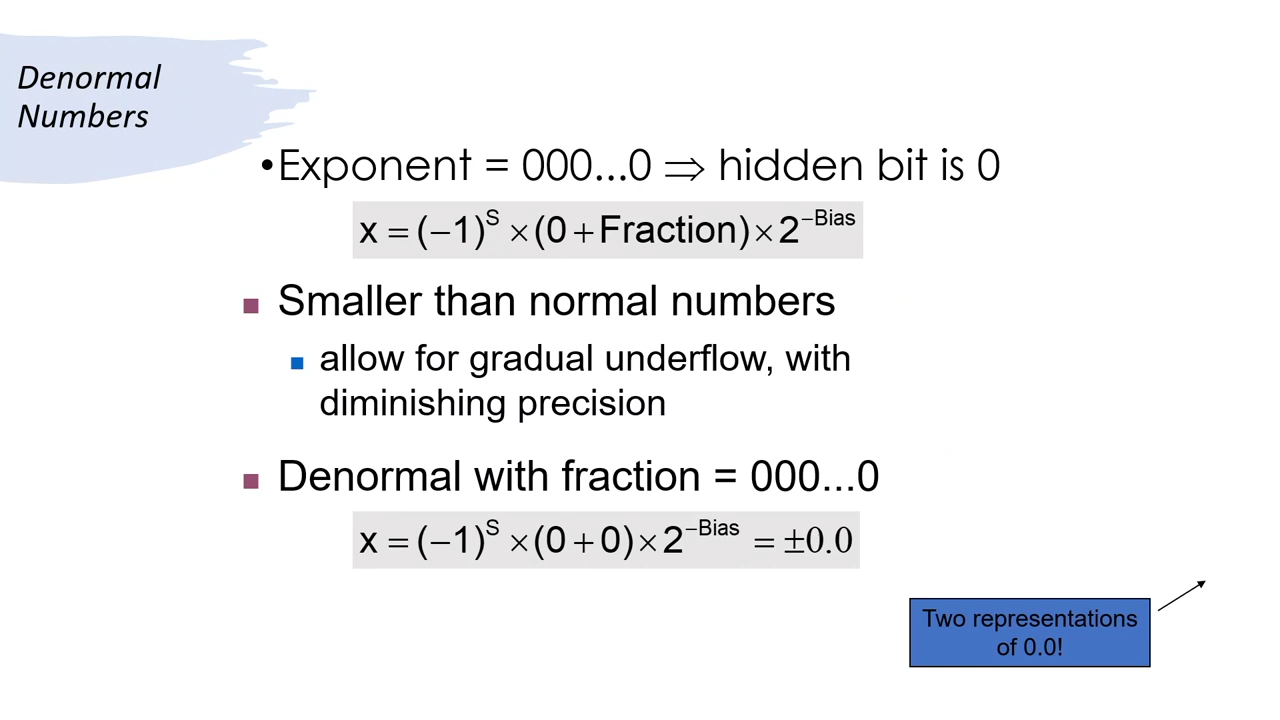 Denormal
Numbers
•Exponent = 000...0 ⇒ hidden bit is 0
x = (−1)^S × (0 + Fraction) × 2^−Bias
■ Smaller than normal numbers
■ allow for gradual underflow, with
diminishing precision
■ Denormal with fraction = 000...0
x = (−1)^S × (0 + 0) × 2^−Bias = ±0.0
Two representations
of 0.0!